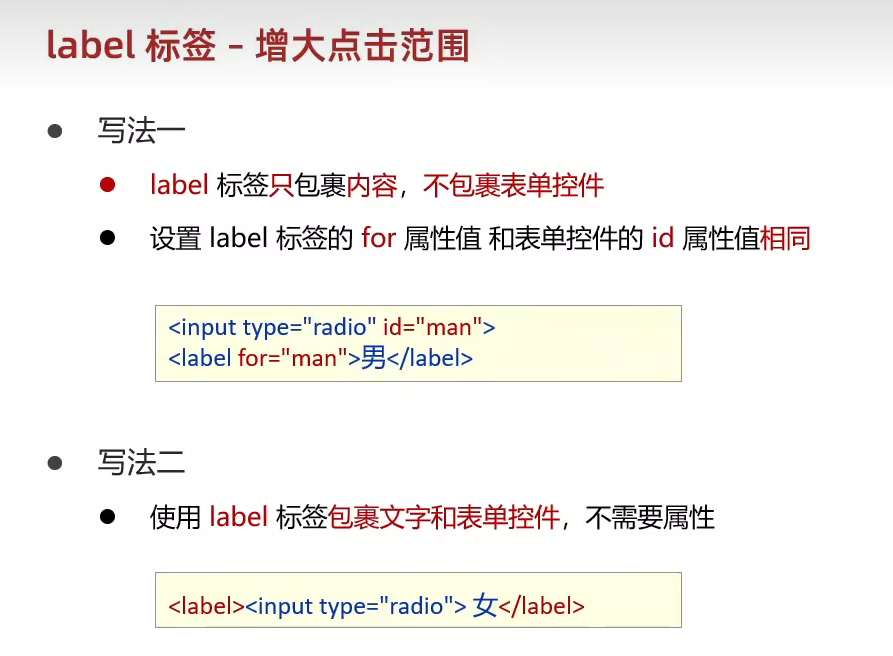 label 标签 – 增大点击范围
写法一
label 标签只包裹内容，不包裹表单控件
设置 label 标签的 for 属性值 和表单控件的 id 属性值相同
<input type="radio" id="man">
<label for="man">男</label>
写法二
使用 label 标签包裹文字和表单控件，不需要属性
<label><input type="radio"> 女</label>